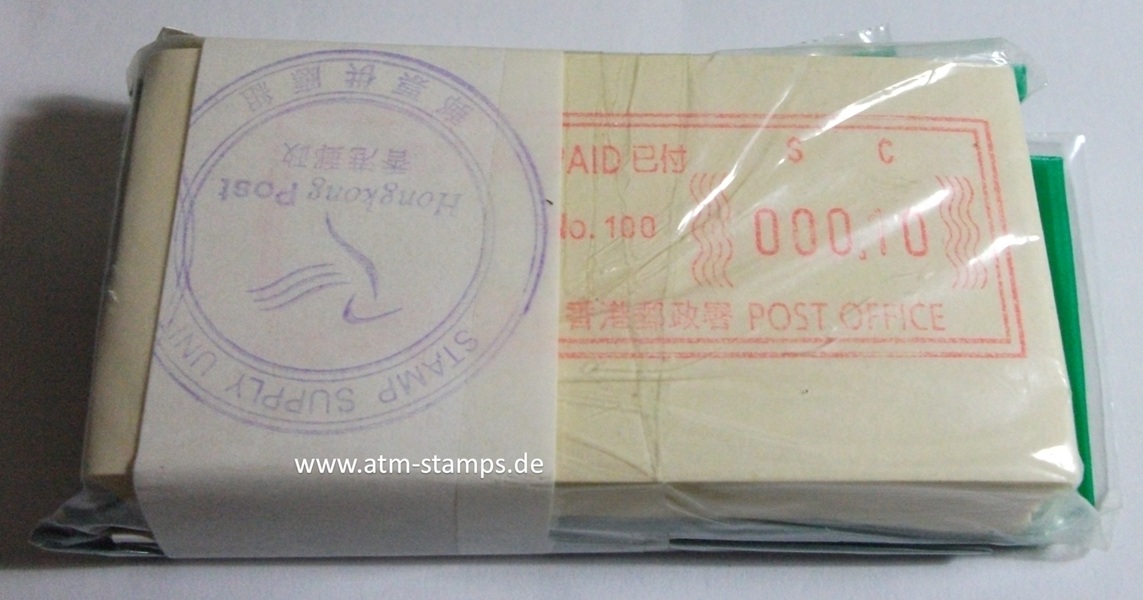 郵票供應組
香港郵政
Hongkong Post
STAMP SUPPLY UNIT
PAID 已付
S C
No. 100
000,10
香港郵政署 POST OFFICE
www.atm-stamps.de